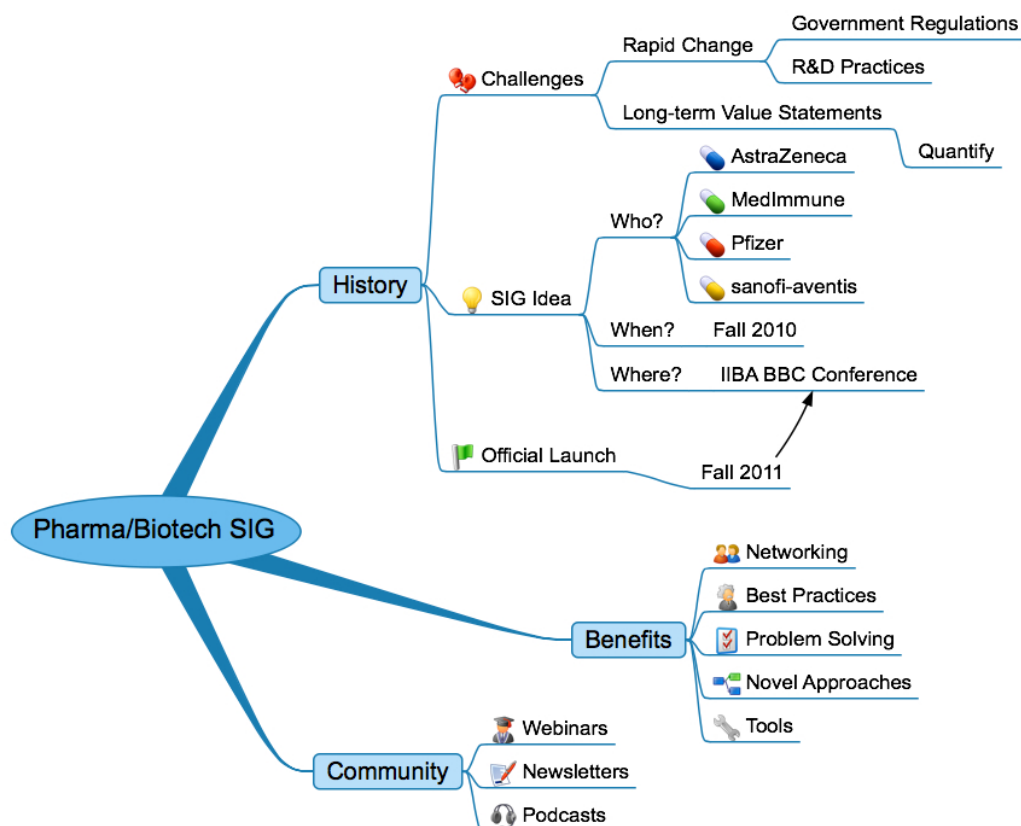 Government Regulations
Rapid Change
R&D Practices
Challenges
Long-term Value Statements
Quantify
AstraZeneca
MedImmune
Who?
Pfizer
History
SIG Idea
sanofi-aventis
When?
Fall 2010
Where?
IIBA BBC Conference
Official Launch
Fall 2011
Pharma/Biotech SIG
Networking
Best Practices
Benefits
Problem Solving
Novel Approaches
Tools
Webinars
Community
Newsletters
Podcasts